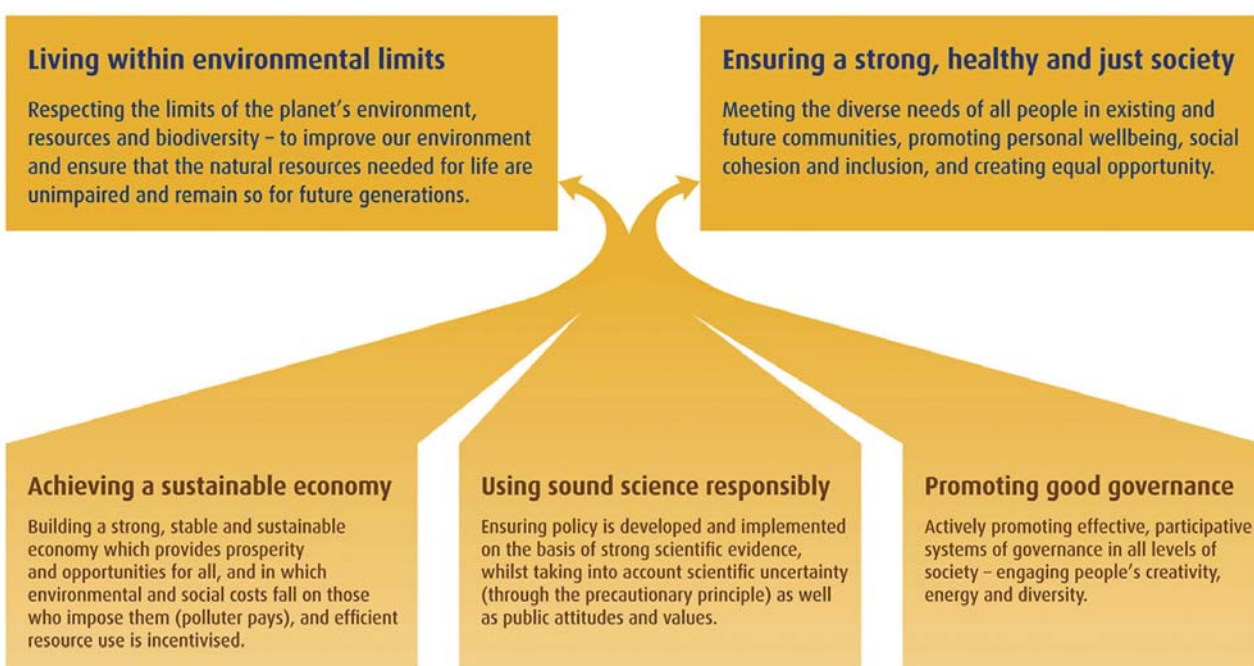 Living within environmental limits
Respecting the limits of the planet's environment,
resources and biodiversity – to improve our environment
and ensure that the natural resources needed for life are
unimpaired and remain so for future generations.
Ensuring a strong, healthy and just society
Meeting the diverse needs of all people in existing and
future communities, promoting personal wellbeing, social
cohesion and inclusion, and creating equal opportunity.
Achieving a sustainable economy
Building a strong, stable and sustainable
economy which provides prosperity
and opportunities for all, and in which
environmental and social costs fall on those
who impose them (polluter pays), and efficient
resource use is incentivised.
Using sound science responsibly
Ensuring policy is developed and implemented
on the basis of strong scientific evidence,
whilst taking into account scientific uncertainty
(through the precautionary principle) as well
as public attitudes and values.
Promoting good governance
Actively promoting effective, participative
systems of governance in all levels of
society – engaging people's creativity,
energy and diversity.